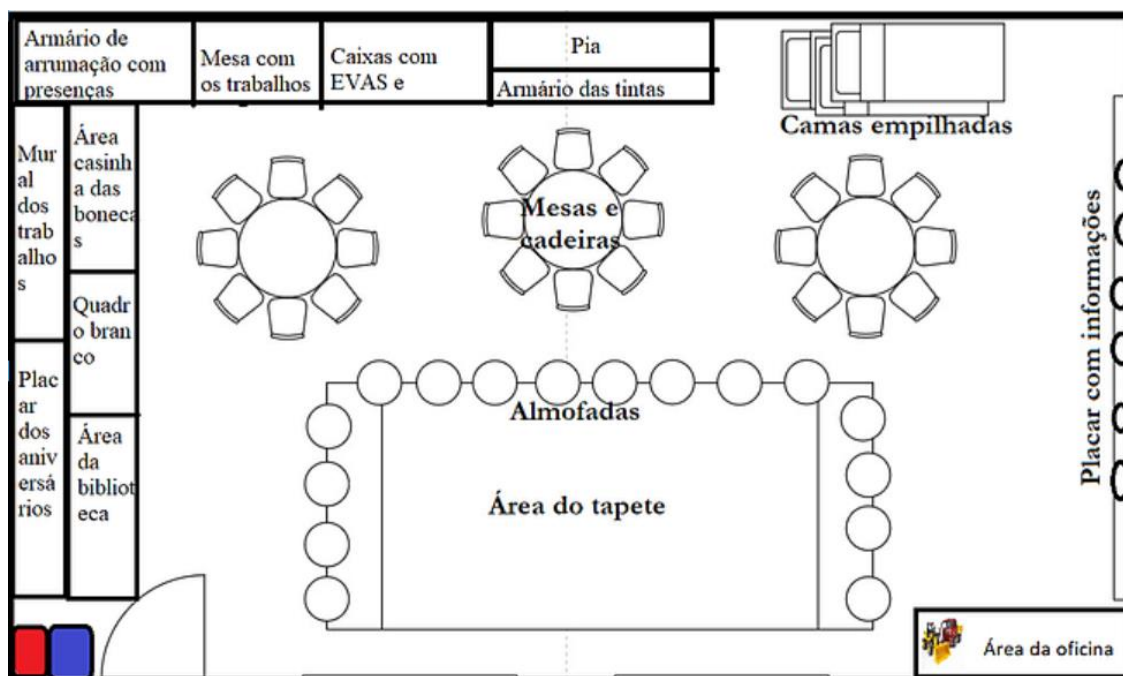 Armário de
arrumação com
presenças
Mesa com
os trabalhos
Caixas com
EVAS e
Pia
Armário das tintas
Camas empilhadas
Mur
al
dos
trab
alho
s
Área
casinh
a das
boneca
s
Mesas e
cadeiras
Quadr
o bran
co
Plac
ar
dos
aniv
ersá
rios
Área
da
bibliot
eca
Almofadas
Área do tapete
Placar com informações
Área da oficina